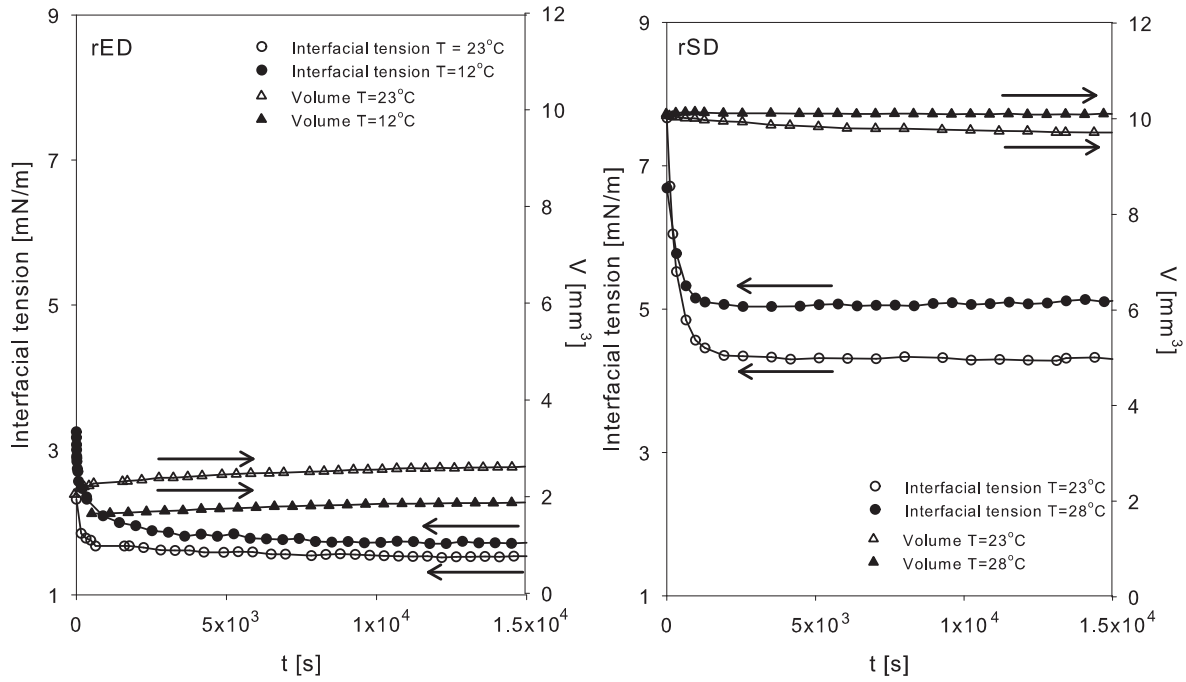 rED
Interfacial tension T = 23°C
Interfacial tension T=12°C
Volume T=23°C
Volume T=12°C
Interfacial tension [mN/m]
9
7
5
3
1
V [mm³]
12
10
8
6
4
2
0
0
5x10³
1x10⁴
1.5x10⁴
t [s]
rSD
Interfacial tension T=23°C
Interfacial tension T=28°C
Volume T=23°C
Volume T=28°C
Interfacial tension [mN/m]
9
7
5
3
1
V [mm³]
12
10
8
6
4
2
0
0
5x10³
1x10⁴
1.5x10⁴
t [s]